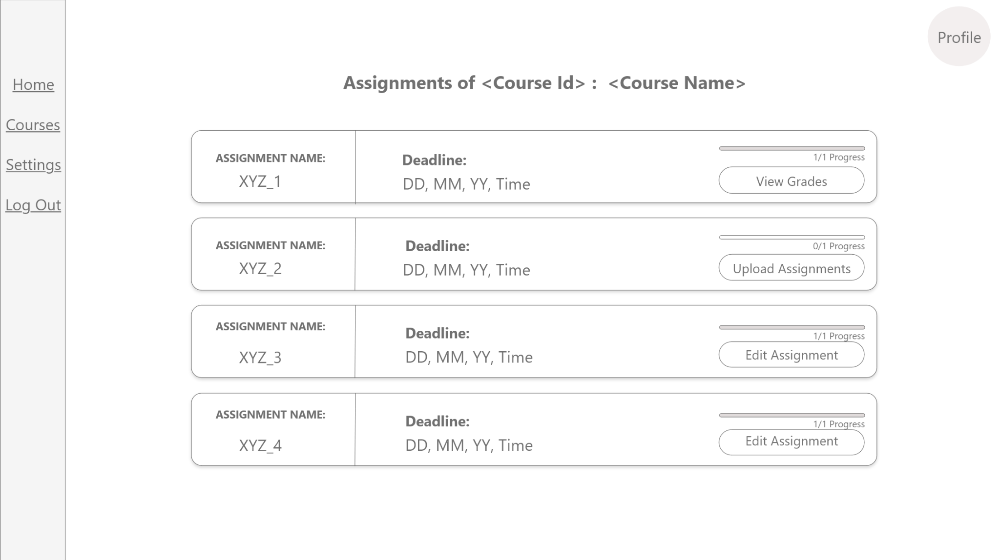 Profile
Home
Courses
Settings
Log Out
Assignments of <Course Id> :  <Course Name>
ASSIGNMENT NAME:
XYZ_1
Deadline:
DD, MM, YY, Time
1/1 Progress
View Grades
ASSIGNMENT NAME:
XYZ_2
Deadline:
DD, MM, YY, Time
0/1 Progress
Upload Assignments
ASSIGNMENT NAME:
XYZ_3
Deadline:
DD, MM, YY, Time
1/1 Progress
Edit Assignment
ASSIGNMENT NAME:
XYZ_4
Deadline:
DD, MM, YY, Time
1/1 Progress
Edit Assignment